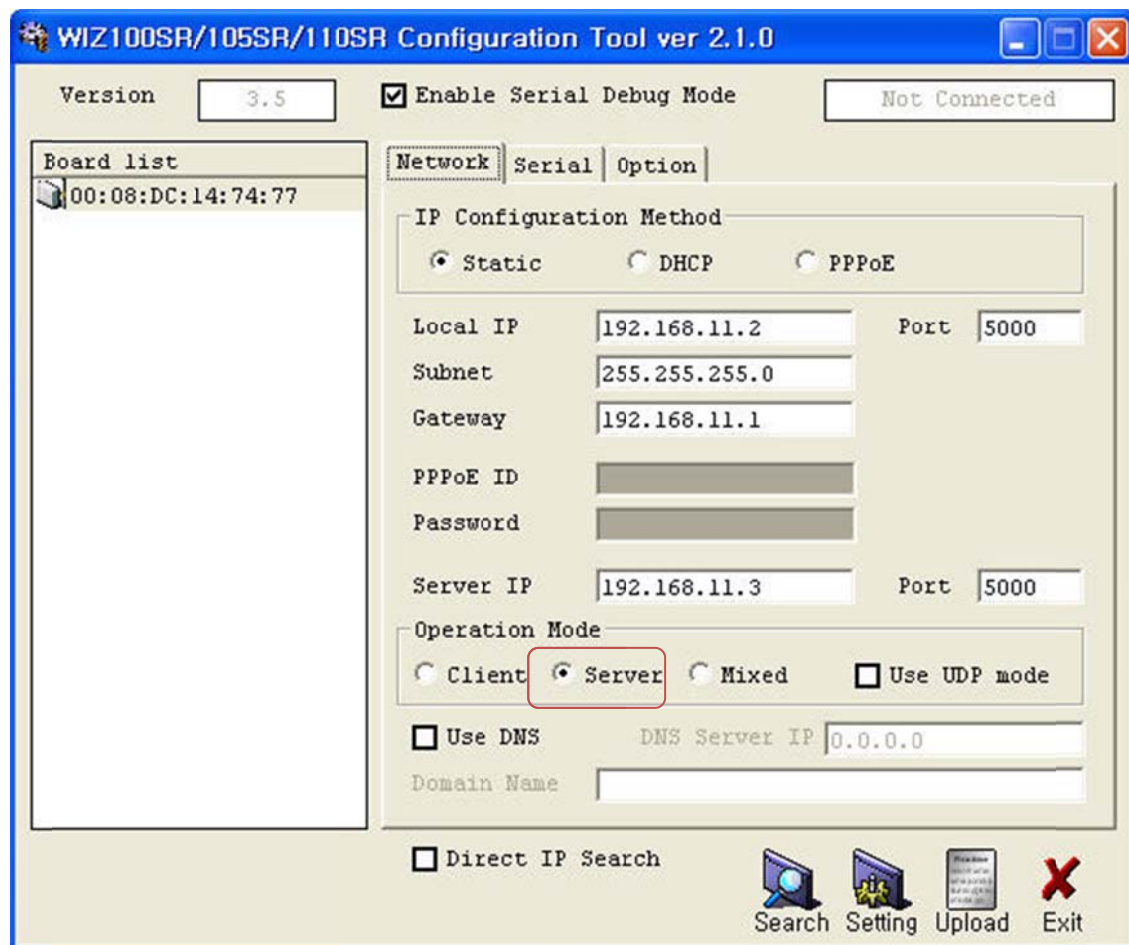 WIZ100SR/105SR/110SR Configuration Tool ver 2.1.0
Version 3.5 Enable Serial Debug Mode Not Connected
Board list
00:08:DC:14:74:77
Network Serial Option
IP Configuration Method
Static DHCP PPPoE
Local IP 192.168.11.2 Port 5000
Subnet 255.255.255.0
Gateway 192.168.11.1
PPPoE ID
Password
Server IP 192.168.11.3 Port 5000
Operation Mode
Client Server Mixed Use UDP mode
Use DNS DNS Server IP 0.0.0.0
Domain Name
Direct IP Search
Search Setting Upload Exit